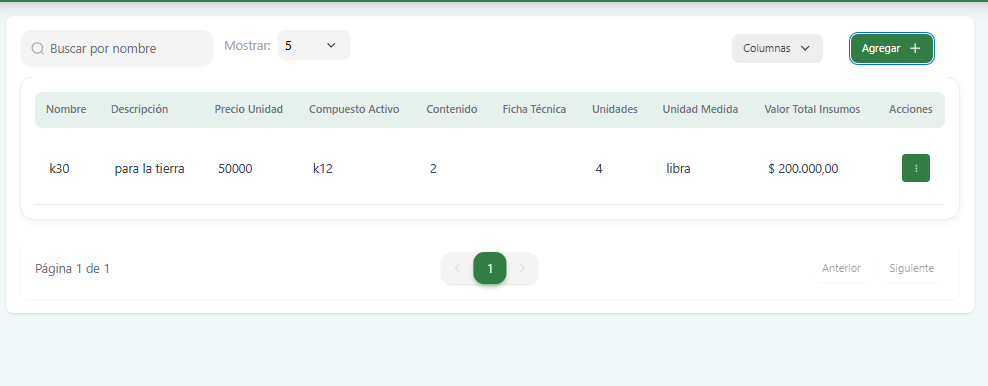 Buscar por nombre Mostrar: 5 Columnas Agregar
Nombre Descripción Precio Unidad Compuesto Activo Contenido Ficha Técnica Unidades Unidad Medida Valor Total Insumos Acciones
k30 para la tierra 50000 k12 2 4 libra $ 200.000,00
Página 1 de 1 1 Anterior Siguiente